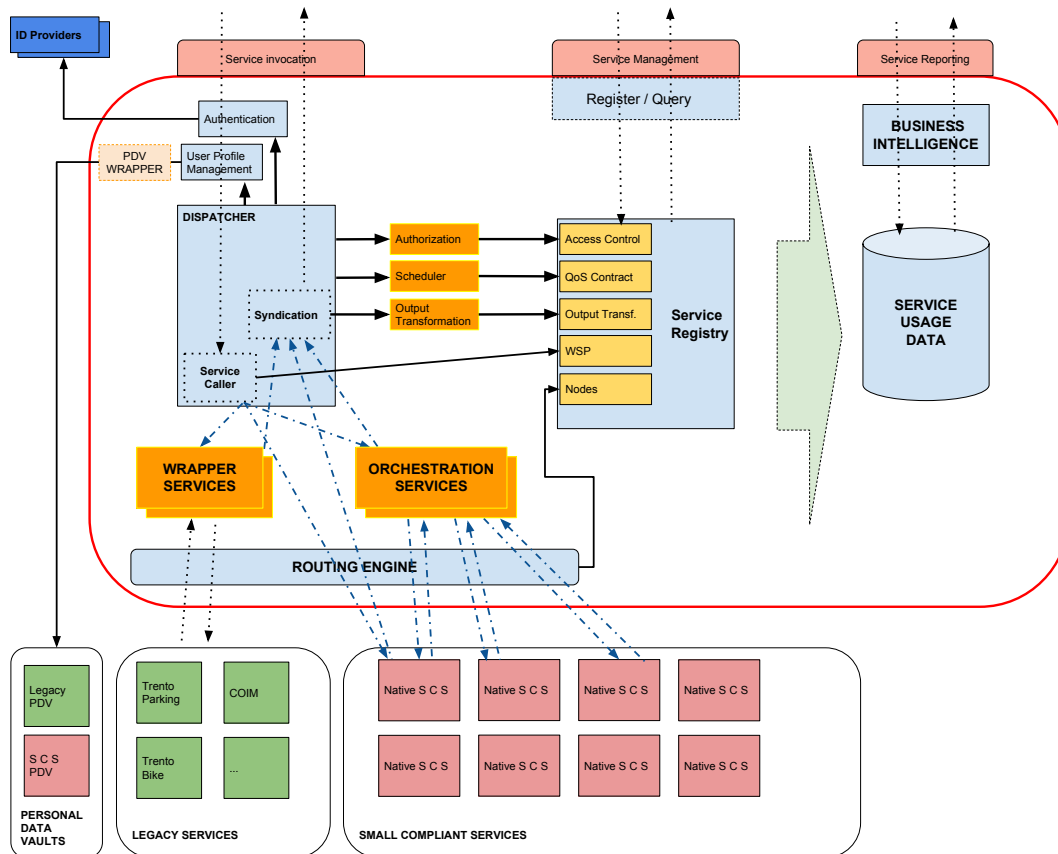 ID Providers
Service invocation
Service Management
Service Reporting
Register / Query
Authentication
BUSINESS
INTELLIGENCE
PDV
WRAPPER
User Profile
Management
DISPATCHER
Authorization
Access Control
Scheduler
QoS Contract
Syndication
Output
Transformation
Output Transf.
Service
Registry
SERVICE
USAGE
DATA
WSP
Service
Caller
Nodes
WRAPPER
SERVICES
ORCHESTRATION
SERVICES
ROUTING ENGINE
Legacy
PDV
Trento
Parking
COIM
Native S C S
Native S C S
Native S C S
Native S C S
S C S
PDV
Trento
Bike
...
Native S C S
Native S C S
Native S C S
Native S C S
PERSONAL
DATA
VAULTS
LEGACY SERVICES
SMALL COMPLIANT SERVICES